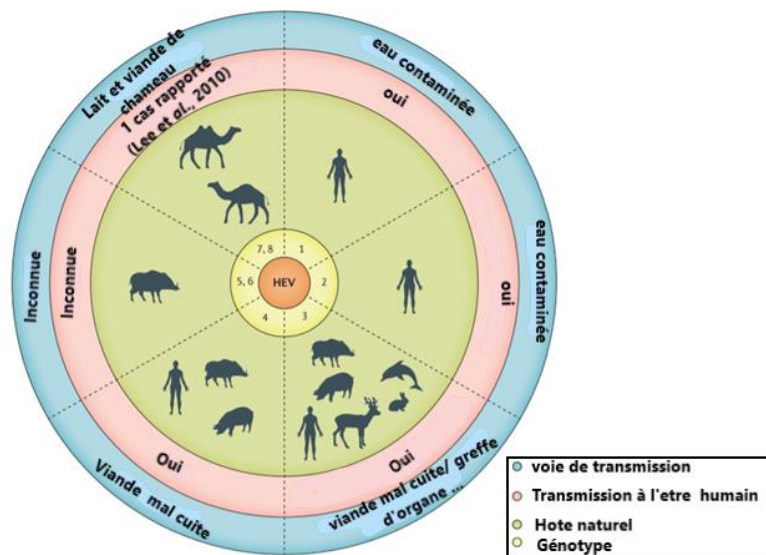 Lait et viande de
chameau
1 cas rapporté
(Lee et al., 2010)
eau contaminée
oui
eau contaminée
oui
Inconnue
Inconnue
7, 8
1
5, 6
HEV
2
4
3
Oui
Viande mal cuite
Oui
viande mal cuite/ greffe
d'organe ...
voie de transmission
Transmission à l'etre humain
Hote naturel
Génotype